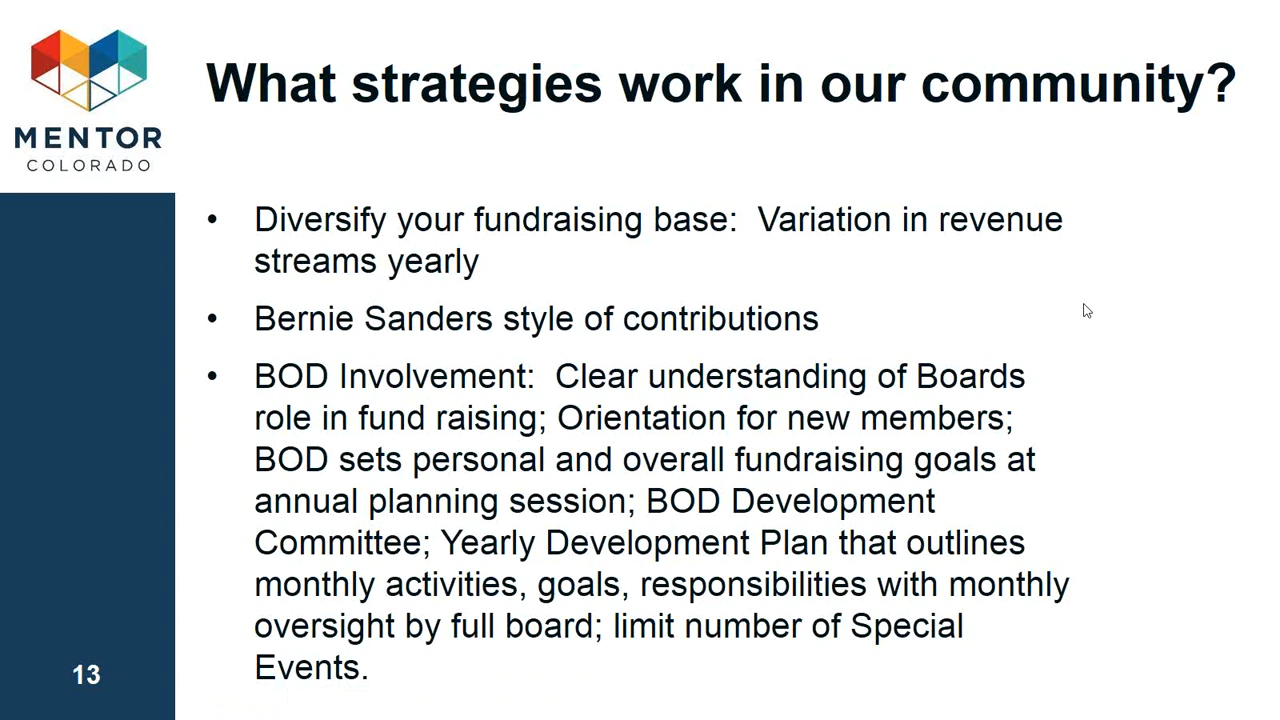 MENTOR
COLORADO
What strategies work in our community?
• Diversify your fundraising base:  Variation in revenue
streams yearly
• Bernie Sanders style of contributions
• BOD Involvement:  Clear understanding of Boards
role in fund raising; Orientation for new members;
BOD sets personal and overall fundraising goals at
annual planning session; BOD Development
Committee; Yearly Development Plan that outlines
monthly activities, goals, responsibilities with monthly
oversight by full board; limit number of Special
Events.
13